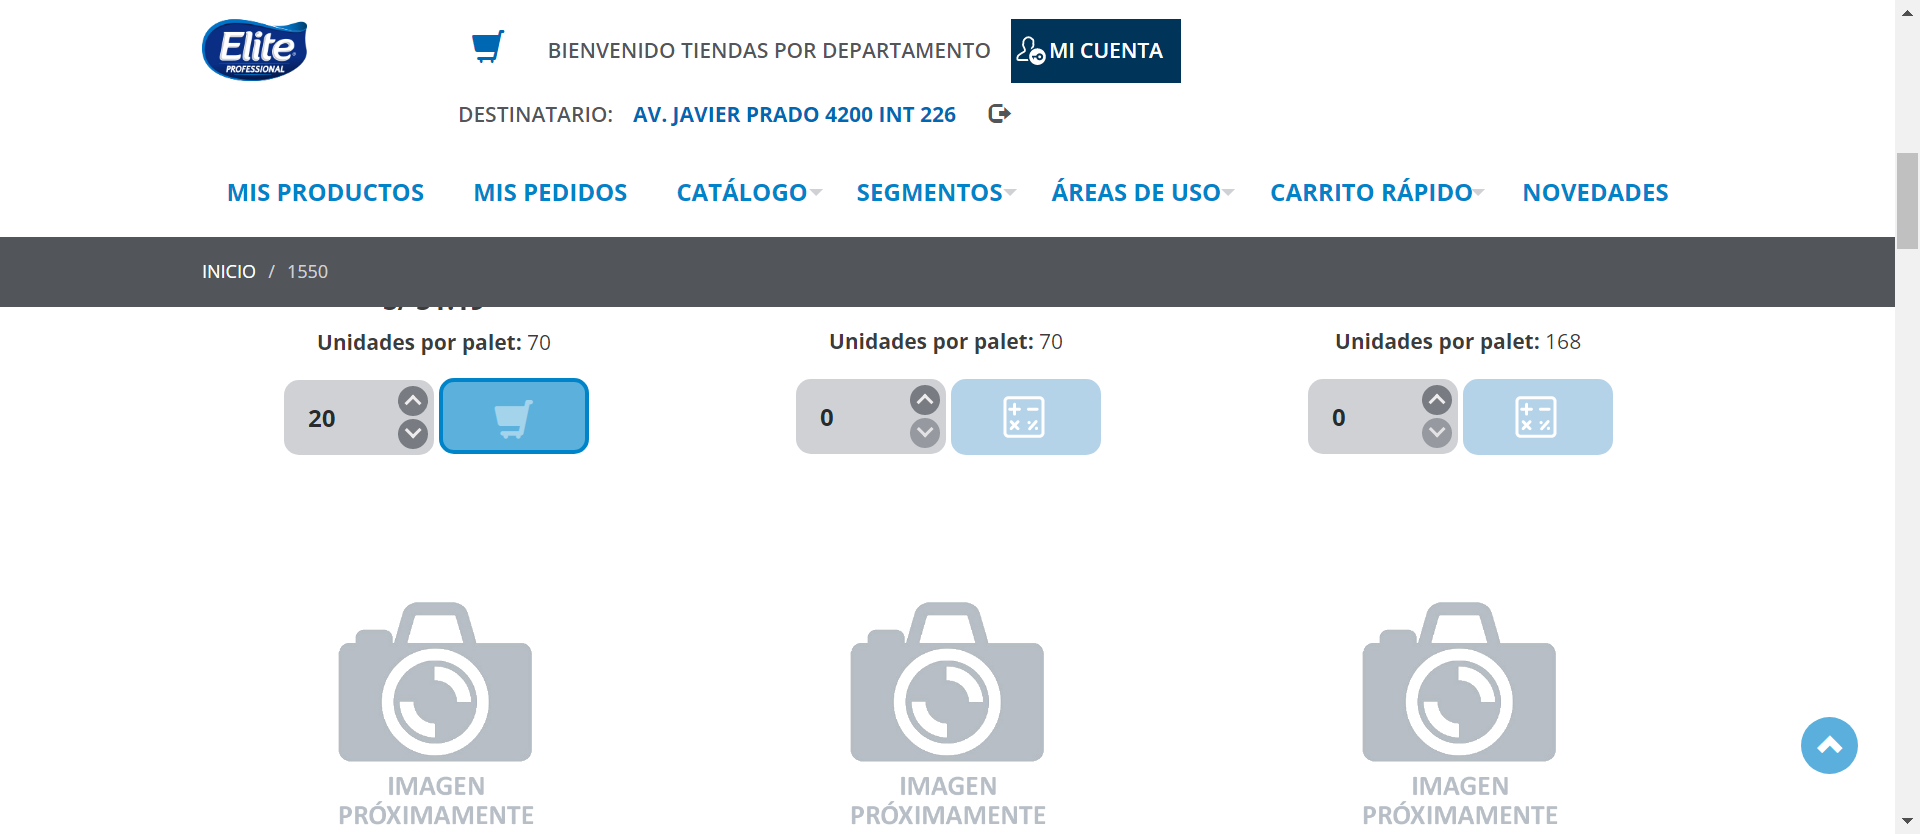 Elite
PROFESSIONAL
BIENVENIDO TIENDAS POR DEPARTAMENTO
MI CUENTA
DESTINATARIO: AV. JAVIER PRADO 4200 INT 226
MIS PRODUCTOS MIS PEDIDOS CATÁLOGO SEGMENTOS ÁREAS DE USO CARRITO RÁPIDO NOVEDADES
INICIO / 1550
Unidades por palet: 70 Unidades por palet: 70 Unidades por palet: 168
20 0 0
IMAGEN IMAGEN IMAGEN
PRÓXIMAMENTE PRÓXIMAMENTE PRÓXIMAMENTE